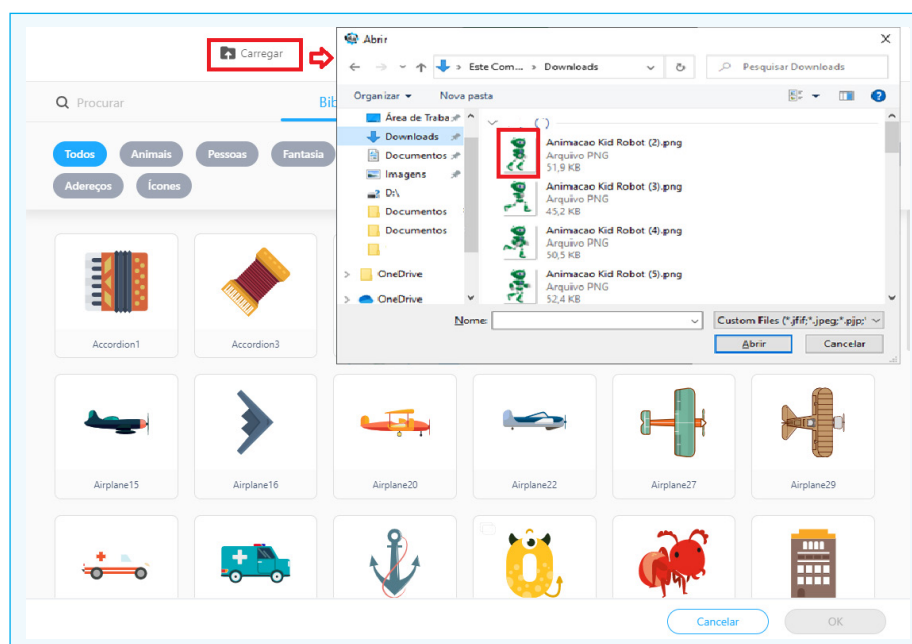 Carregar
Abrir
Este Com... » Downloads
Pesquisar Downloads
Procurar
Organizar
Nova pasta
Todos
Animais
Pessoas
Fantasia
Adereços
Ícones
Área de Traba
Downloads
Documentos
Imagens
D:\
Documentos
Documentos
OneDrive
OneDrive
Animacao Kid Robot (2).png
Arquivo PNG
51,9 KB
Animacao Kid Robot (3).png
Arquivo PNG
45,2 KB
Animacao Kid Robot (4).png
Arquivo PNG
50,5 KB
Animacao Kid Robot (5).png
Arquivo PNG
52,4 KB
Nome:
Custom Files (*.jfif;*.jpeg;*.pjp;*
Abrir
Cancelar
Accordion1
Accordion3
Airplane15
Airplane16
Airplane20
Airplane22
Airplane27
Airplane29
Cancelar
OK